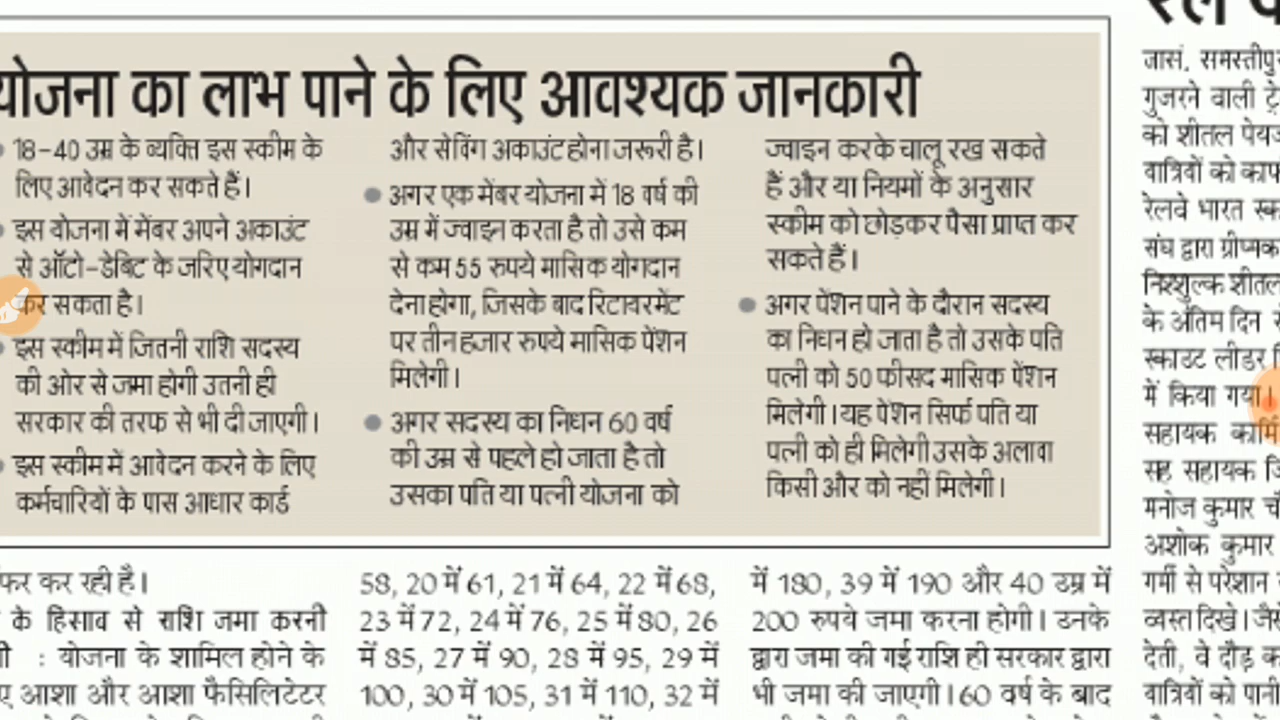 योजना का लाभ पाने के लिए आवश्यक जानकारी
18-40 उम्र के व्यक्ति इस स्कीम के
लिए आवेदन कर सकते हैं।
इस योजना में मेंबर अपने अकाउंट
से ऑटो-डेबिट के जरिए योगदान
कर सकता है।
इस स्कीम में जितनी राशि सदस्य
की ओर से जमा होगी उतनी ही
सरकार की तरफ से भी दी जाएगी।
इस स्कीम में आवेदन करने के लिए
कर्मचारियों के पास आधार कार्ड
और सेविंग अकाउंट होना जरूरी है।
अगर एक मेंबर योजना में 18 वर्ष की
उम्र में ज्वाइन करता है तो उसे कम
से कम 55 रुपये मासिक योगदान
देना होगा, जिसके बाद रिटायरमेंट
पर तीन हजार रुपये मासिक पेंशन
मिलेगी।
अगर सदस्य का निधन 60 वर्ष
की उम्र से पहले हो जाता है तो
उसका पति या पत्नी योजना को
ज्वाइन करके चालू रख सकते
हैं और या नियमों के अनुसार
स्कीम को छोड़कर पैसा प्राप्त कर
सकते हैं।
अगर पेंशन पाने के दौरान सदस्य
का निधन हो जाता है तो उसके पति
पत्नी को 50 फीसद मासिक पेंशन
मिलेगी। यह पेंशन सिर्फ पति या
पत्नी को ही मिलेगी उसके अलावा
किसी और को नहीं मिलेगी।
कर रही है।
के हिसाव से राशि जमा करनी
: योजना के शामिल होने के
आशा और आशा फैसिलिटेटर
58, 20 में 61, 21 में 64, 22 में 68,
23 में 72, 24 में 76, 25 में 80, 26
में 85, 27 में 90, 28 में 95, 29 में
100, 30 में 105, 31 में 110, 32 में
में 180, 39 में 190 और 40 उम्र में
200 रुपये जमा करना होगी। उनके
द्वारा जमा की गई राशि ही सरकार द्वारा
भी जमा की जाएगी। 60 वर्ष के बाद
जासं, समस्तीपु
गुजरने वाली
को शीतल पेय
यात्रियों को
रेलवे भारत
संघ द्वारा
निश्शुल्क शीतल
के अंतिम दिन
स्काउट लीडर
में किया गया।
सहायक
सह सहायक
मनोज कुमार
अशोक कुमार
गर्मी से परेशान
व्यस्त दिखे।
देती, वे दौड़
यात्रियों को पानी